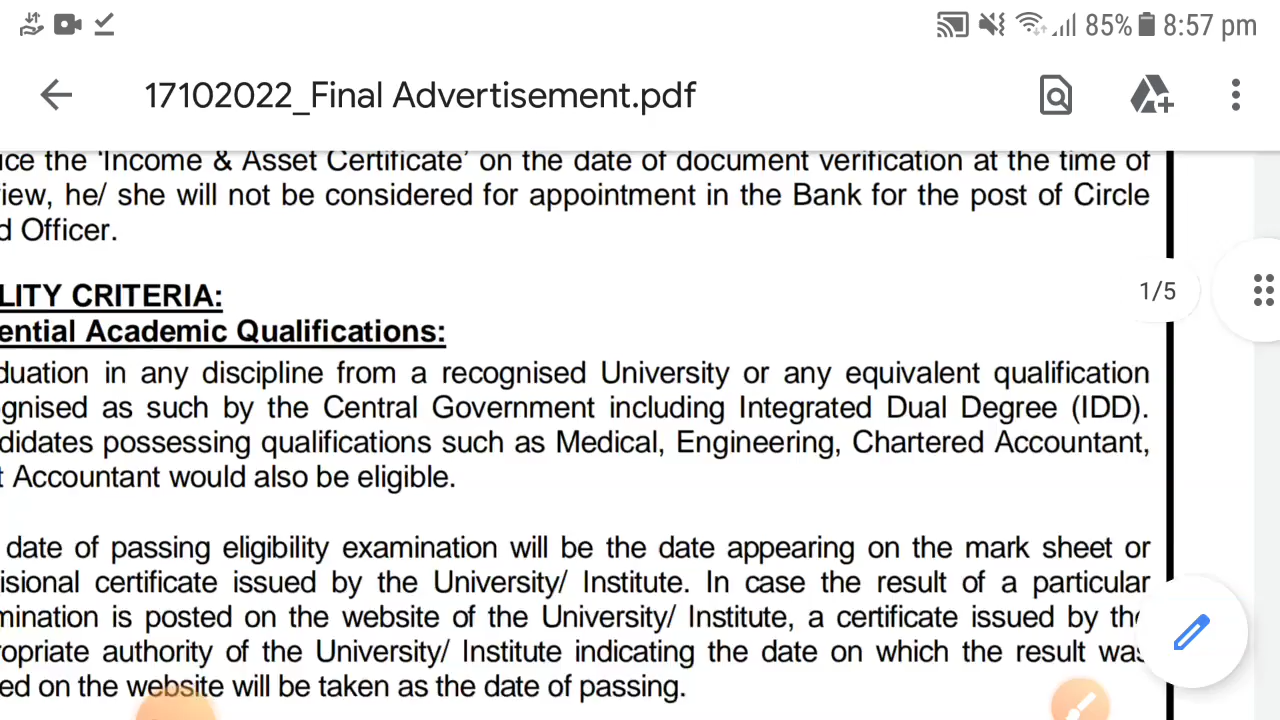 85% 8:57 pm
17102022_Final Advertisement.pdf
ice the 'Income & Asset Certificate' on the date of document verification at the time of
iew, he/ she will not be considered for appointment in the Bank for the post of Circle
d Officer.
LITY CRITERIA:
1/5
ential Academic Qualifications:
duation in any discipline from a recognised University or any equivalent qualification
gnised as such by the Central Government including Integrated Dual Degree (IDD).
didates possessing qualifications such as Medical, Engineering, Chartered Accountant,
t Accountant would also be eligible.
date of passing eligibility examination will be the date appearing on the mark sheet or
isional certificate issued by the University/ Institute. In case the result of a particular
mination is posted on the website of the University/ Institute, a certificate issued by the
ropriate authority of the University/ Institute indicating the date on which the result was
ed on the website will be taken as the date of passing.